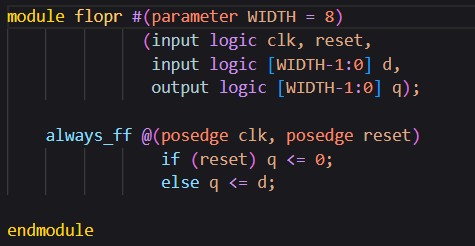 module flopr #(parameter WIDTH = 8)
(input logic clk, reset,
input logic [WIDTH-1:0] d,
output logic [WIDTH-1:0] q);
always_ff @(posedge clk, posedge reset)
if (reset) q <= 0;
else q <= d;
endmodule